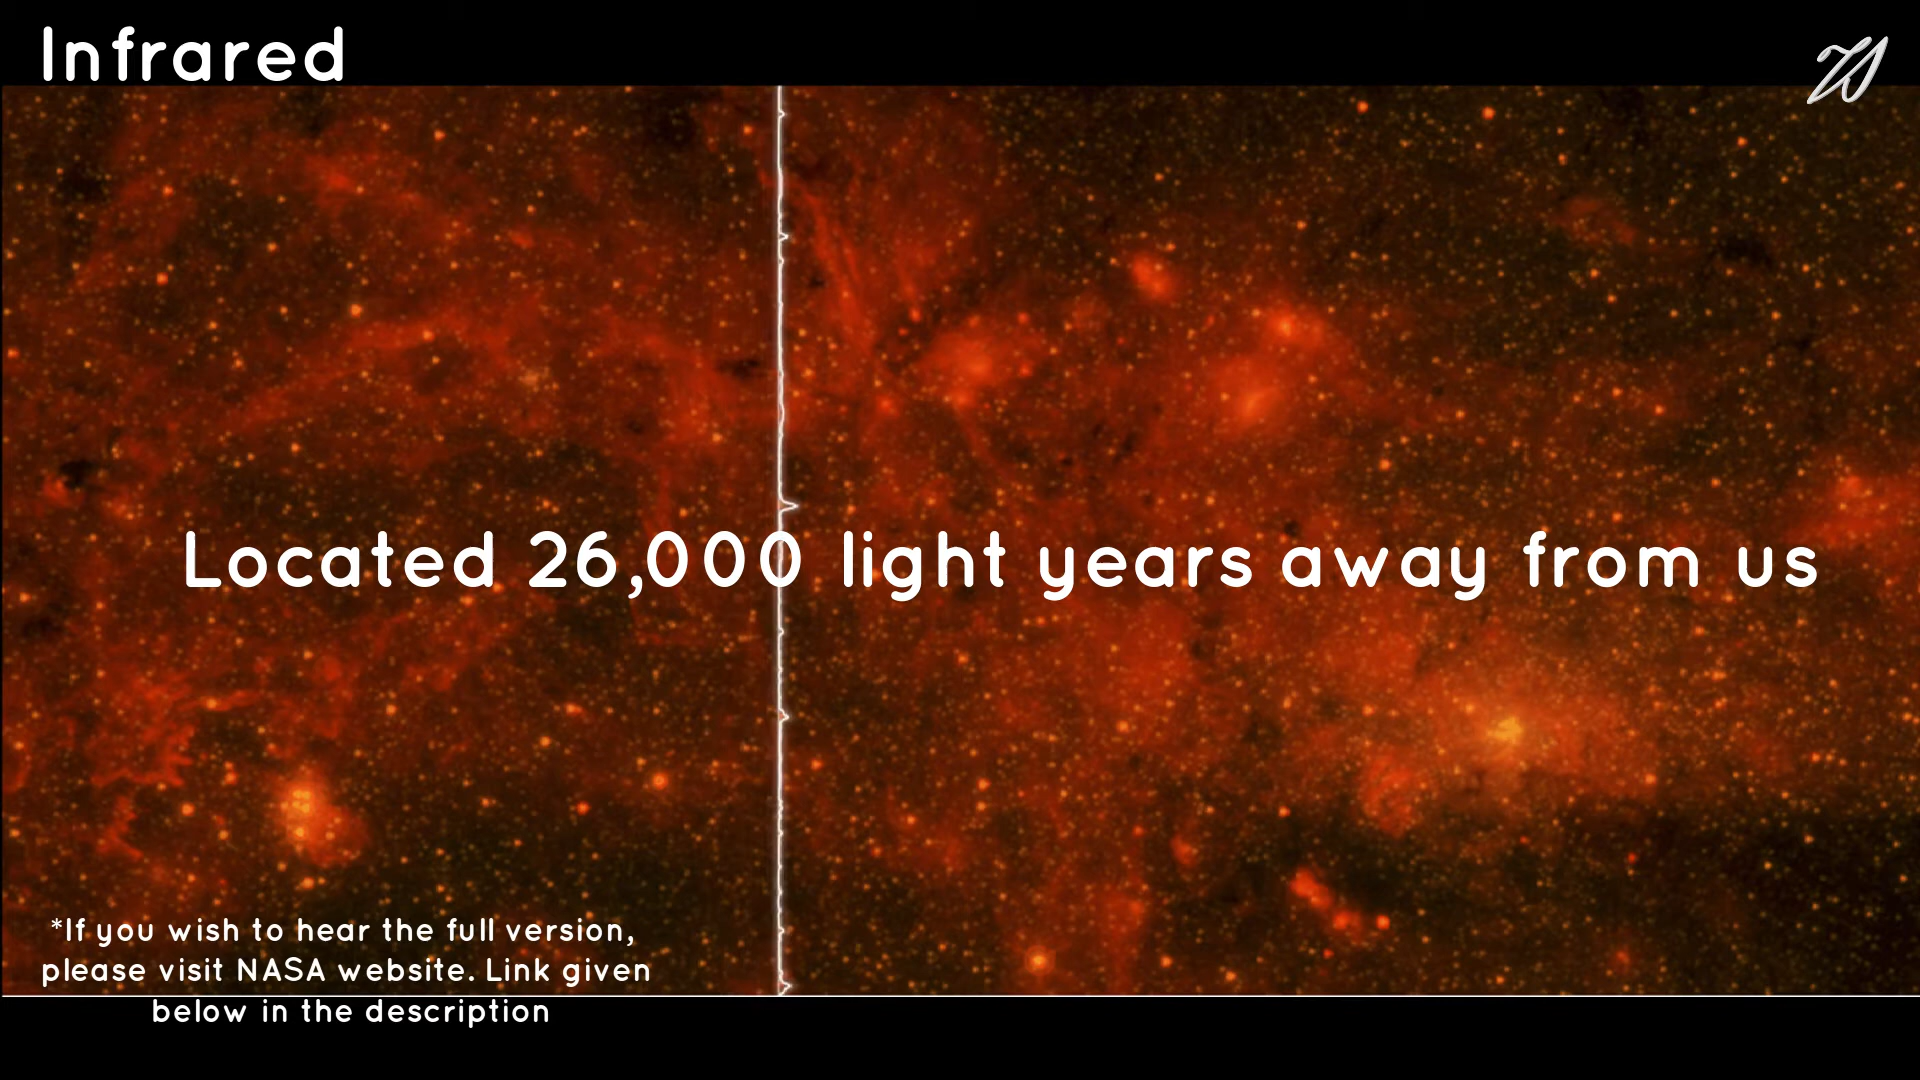 Infrared
Located 26,000 light years away from us
*If you wish to hear the full version,
please visit NASA website. Link given
below in the description